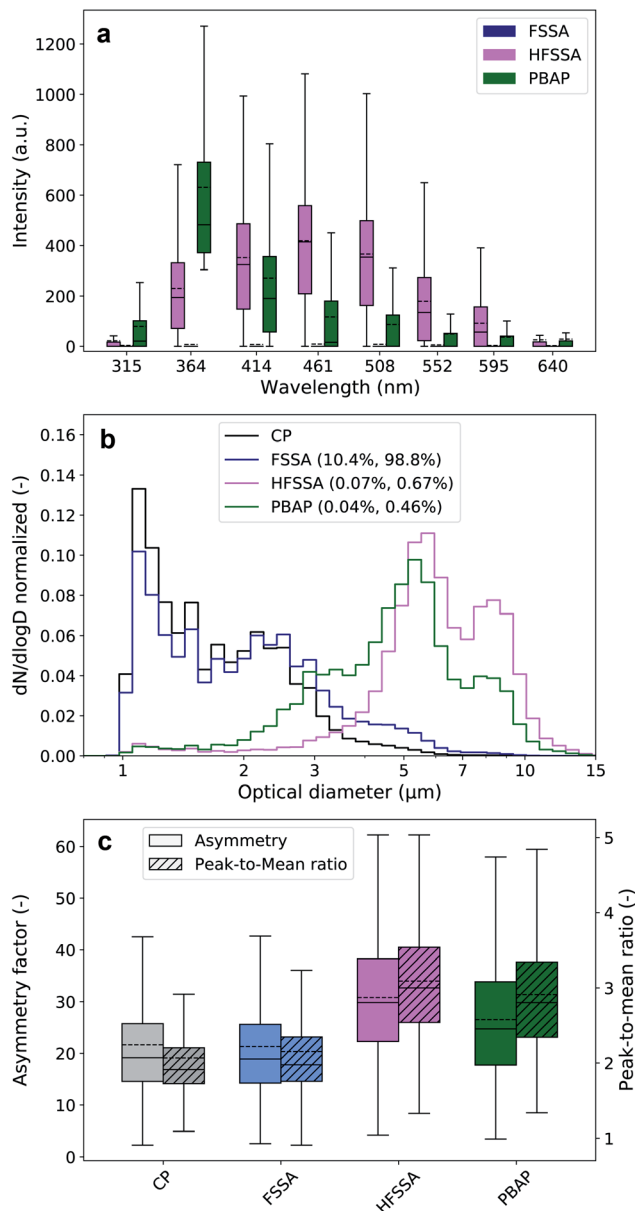 a
FSSA
HFSSA
PBAP
Intensity (a.u.)
1200
1000
800
600
400
200
0
315 364 414 461 508 552 595 640
Wavelength (nm)
b
CP
FSSA (10.4%, 98.8%)
HFSSA (0.07%, 0.67%)
PBAP (0.04%, 0.46%)
dN/dlogD normalized (-)
0.16
0.14
0.12
0.10
0.08
0.06
0.04
0.02
0.00
1 2 3 5 7 10 15
Optical diameter (μm)
c
Asymmetry
Peak-to-Mean ratio
Asymmetry factor (-)
60
50
40
30
20
10
0
Peak-to-mean ratio (-)
5
4
3
2
1
CP FSSA HFSSA PBAP